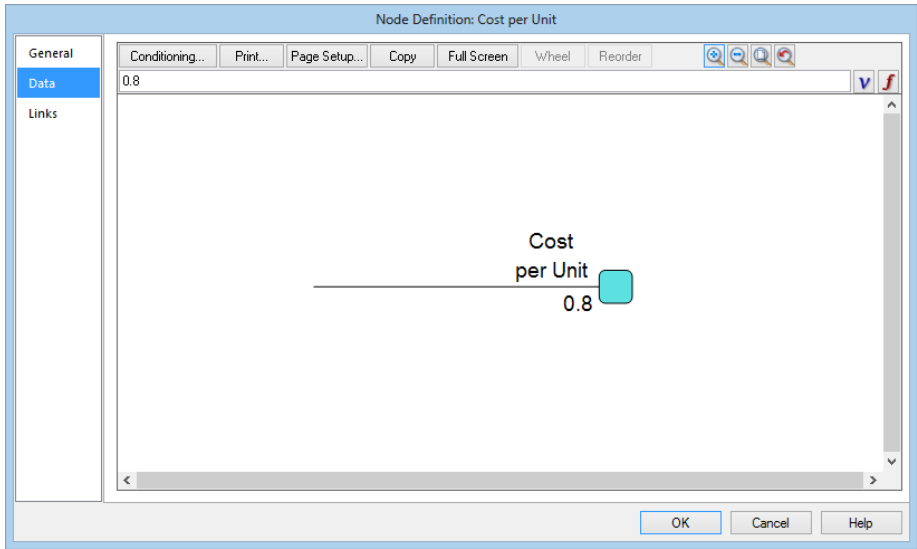 Node Definition: Cost per Unit
General
Data
Links
Conditioning... Print... Page Setup... Copy Full Screen Wheel Reorder
0.8 v f
Cost
per Unit
0.8
OK Cancel Help